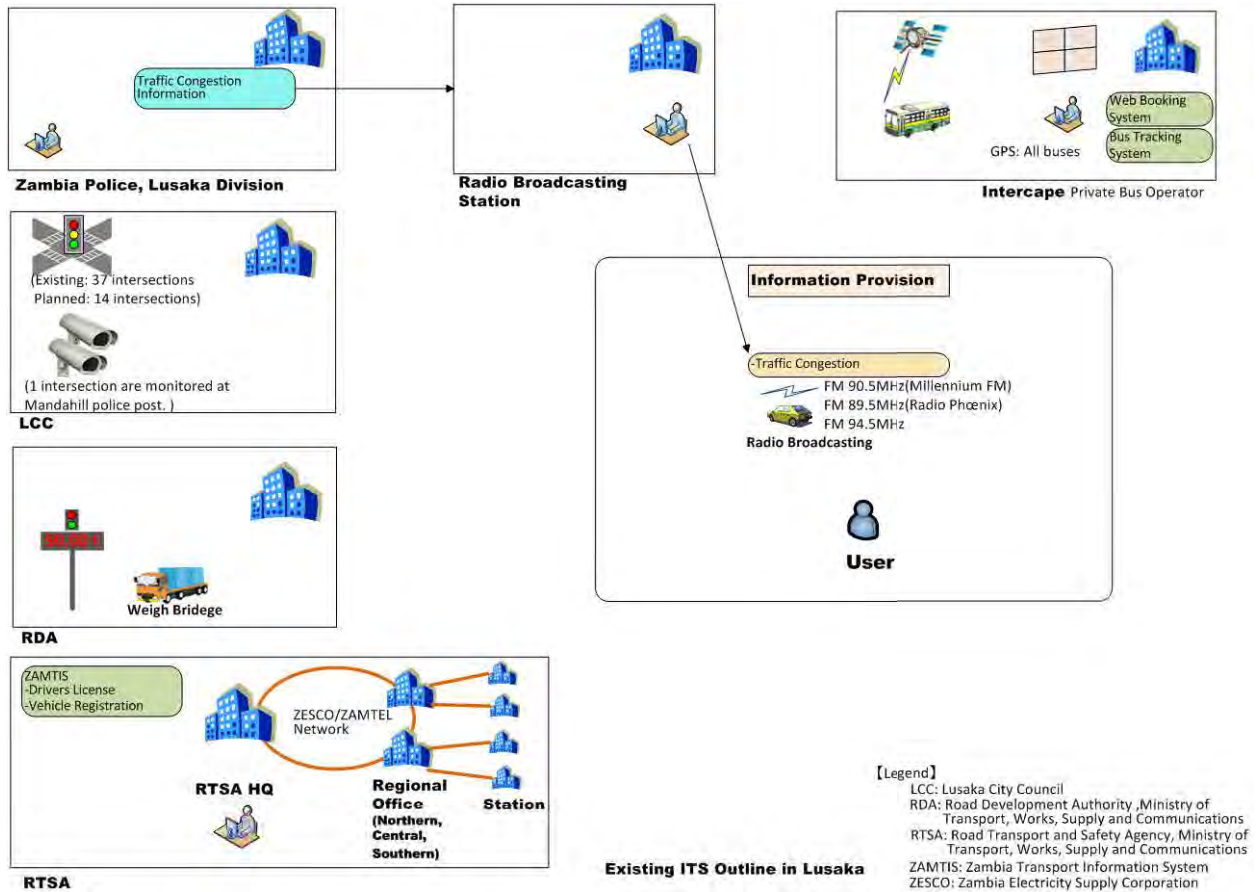 Traffic Congestion
Information
Zambia Police, Lusaka Division
Radio Broadcasting
Station
GPS: All buses
Web Booking
System
Bus Tracking
System
Intercape Private Bus Operator
(Existing: 37 intersections
Planned: 14 intersections)
(1 intersection are monitored at
Mandahill police post. )
LCC
Information Provision
-Traffic Congestion
FM 90.5MHz(Millennium FM)
FM 89.5MHz(Radio Phœnix)
FM 94.5MHz
Radio Broadcasting
User
Weigh Bridege
RDA
ZAMTIS
-Drivers License
-Vehicle Registration
ZESCO/ZAMTEL
Network
RTSA HQ
Regional
Office
(Northern,
Central,
Southern)
Station
RTSA
Existing ITS Outline in Lusaka
【Legend】
LCC: Lusaka City Council
RDA: Road Development Authority ,Ministry of
Transport, Works, Supply and Communications
RTSA: Road Transport and Safety Agency, Ministry of
Transport, Works, Supply and Communications
ZAMTIS: Zambia Transport Information System
ZESCO: Zambia Electricity Supply Corporation